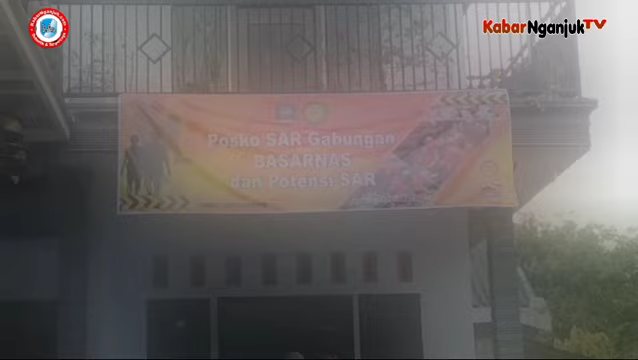 KabarNganjukTV
Posko SAR Gabungan
BASARNAS
dan Potensi SAR